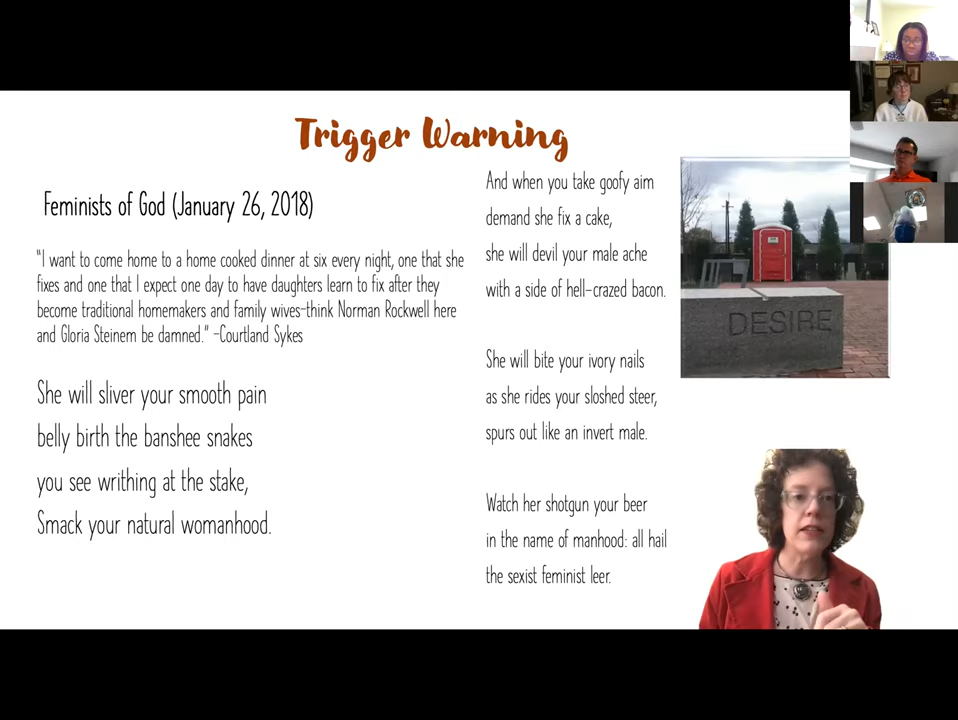 Trigger Warning
Feminists of God (January 26, 2018)
"I want to come home to a home cooked dinner at six every night, one that she
fixes and one that I expect one day to have daughters learn to fix after they
become traditional homemakers and family wives-think Norman Rockwell here
and Gloria Steinem be damned." -Courtland Sykes
She will sliver your smooth pain
belly birth the banshee snakes
you see writhing at the stake,
Smack your natural womanhood.
And when you take goofy aim
demand she fix a cake,
she will devil your male ache
with a side of hell-crazed bacon.
She will bite your ivory nails
as she rides your sloshed steer,
spurs out like an invert male.
Watch her shotgun your beer
in the name of manhood: all hail
the sexist feminist leer.
DESIRE